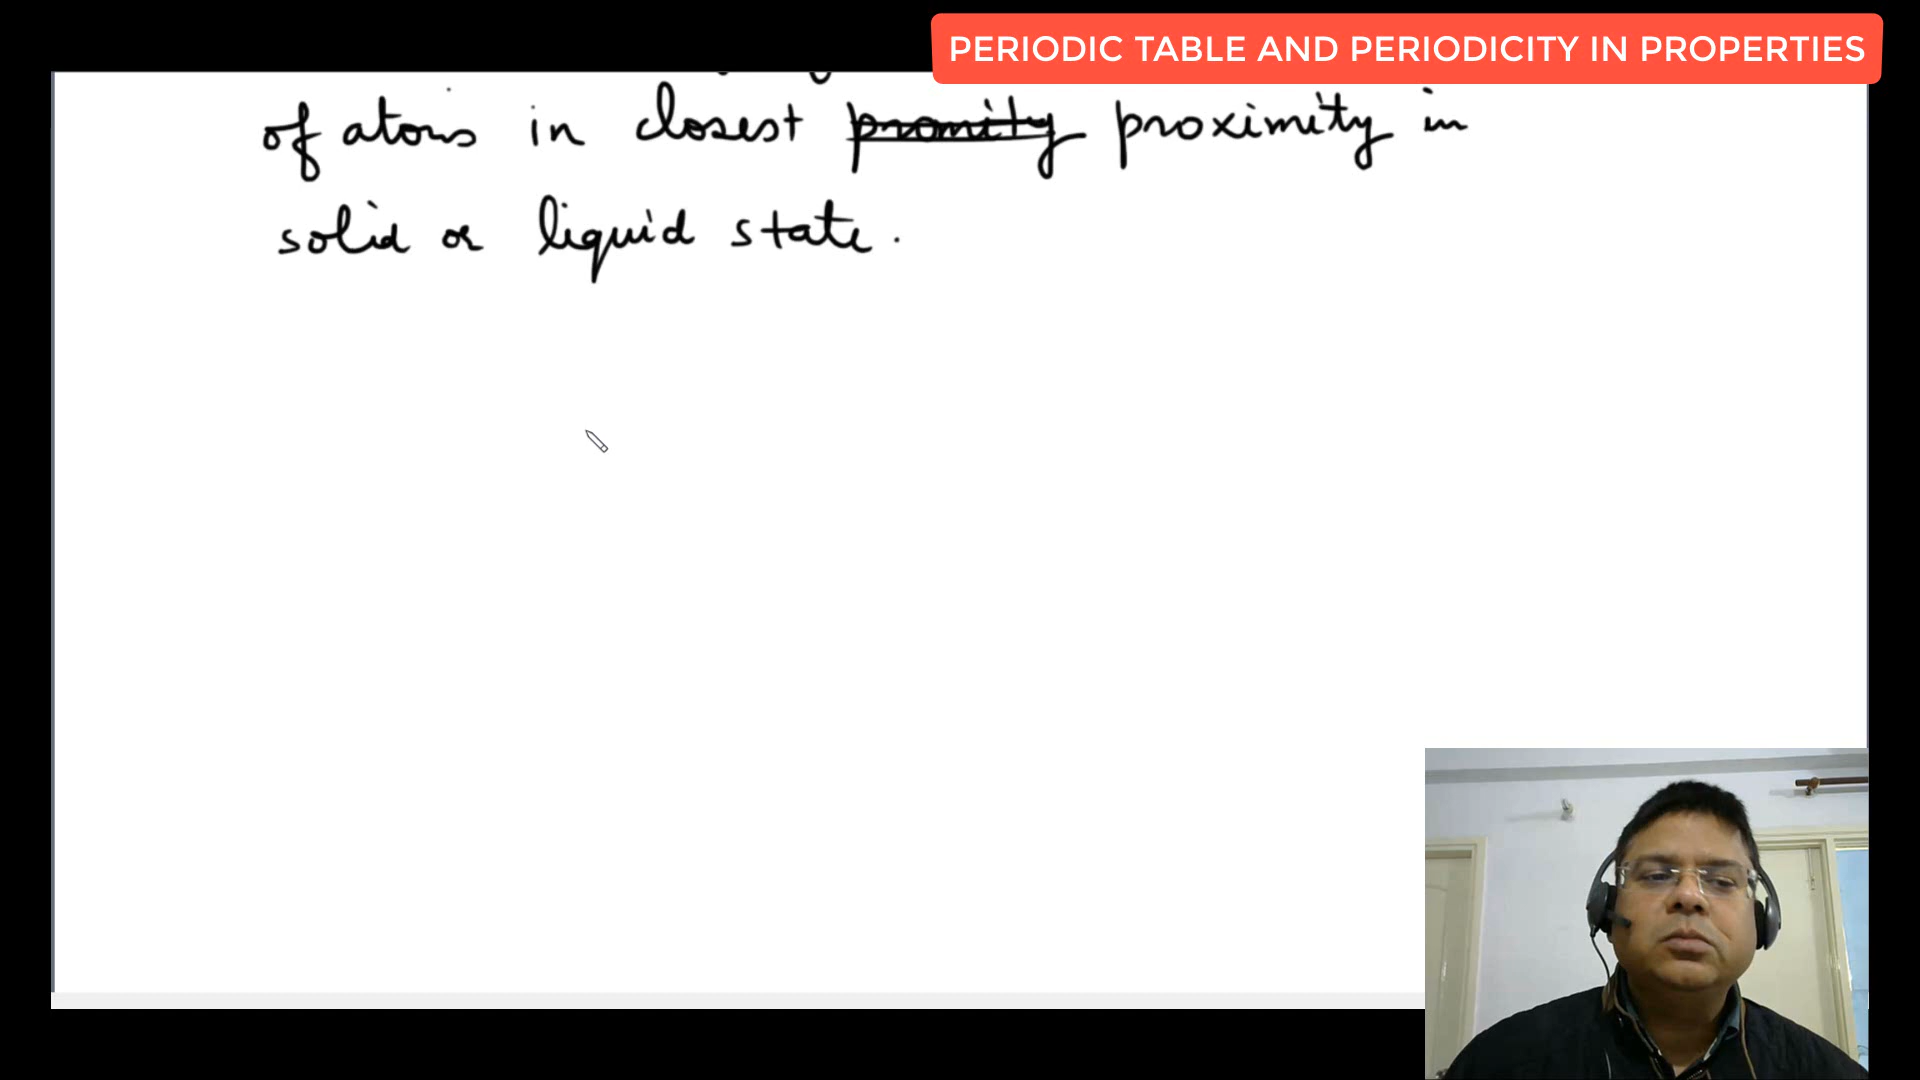 PERIODIC TABLE AND PERIODICITY IN PROPERTIES
of atoms in closest promity proximity in
solid or liquid state.